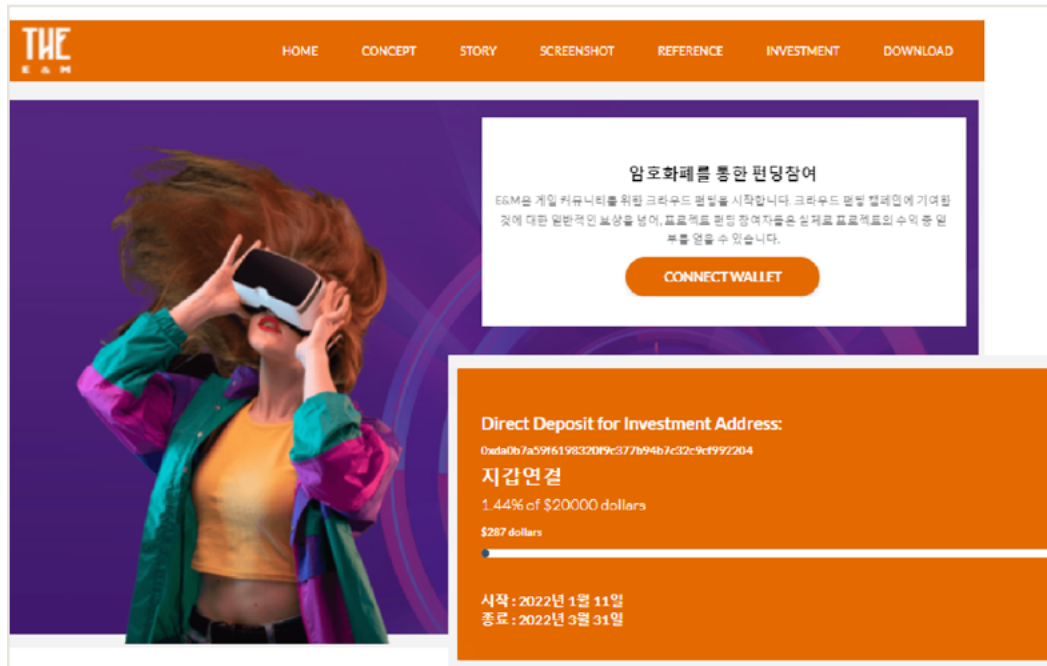 THE
E & M
HOME CONCEPT STORY SCREENSHOT REFERENCE INVESTMENT DOWNLOAD
암호화폐를 통한 펀딩참여
E&M은 게임 커뮤니티를 위한 크라우드 펀딩을 시작합니다. 크라우드 펀딩 캠페인에 기여한
것에 대한 일반적인 보상을 넘어, 프로젝트 펀딩 참여자들은 실제로 프로젝트의 수익 중 일
부를 얻을 수 있습니다.
CONNECT WALLET
Direct Deposit for Investment Address:
0xda0b7a59f6198320f9c377b94b7c32c9cf992204
지갑연결
1.44% of $20000 dollars
$287 dollars
시작 : 2022년 1월 11일
종료 : 2022년 3월 31일